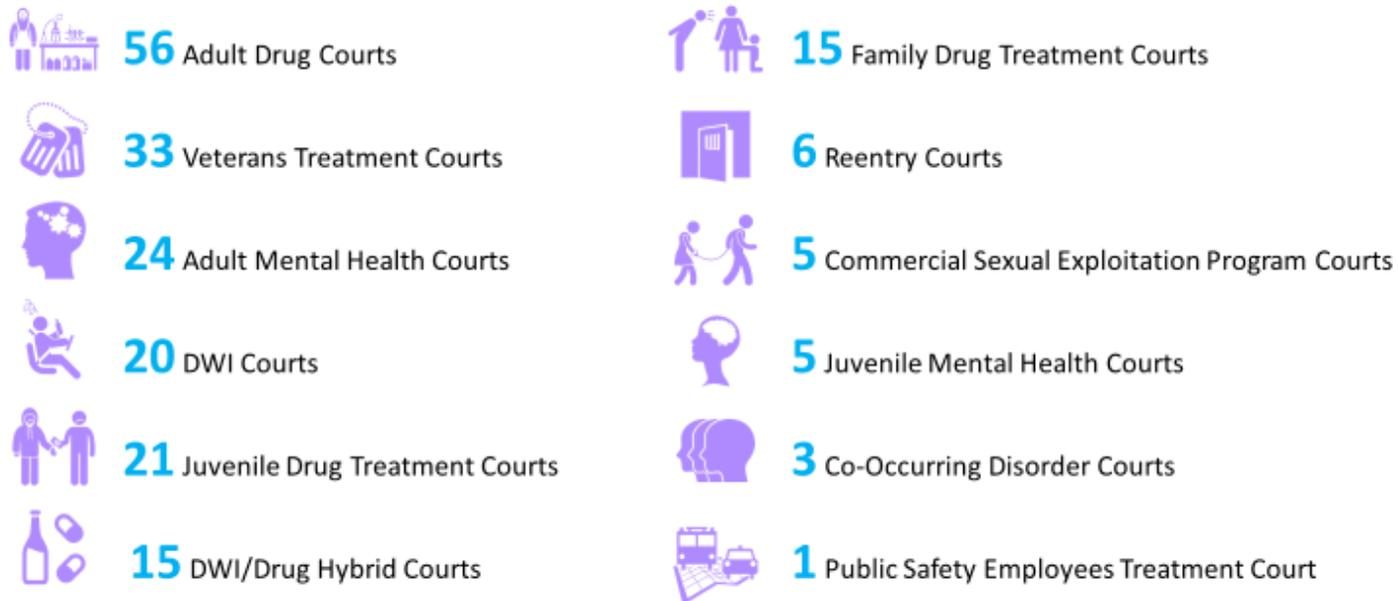 56 Adult Drug Courts
33 Veterans Treatment Courts
24 Adult Mental Health Courts
20 DWI Courts
21 Juvenile Drug Treatment Courts
15 DWI/Drug Hybrid Courts
15 Family Drug Treatment Courts
6 Reentry Courts
5 Commercial Sexual Exploitation Program Courts
5 Juvenile Mental Health Courts
3 Co-Occurring Disorder Courts
1 Public Safety Employees Treatment Court